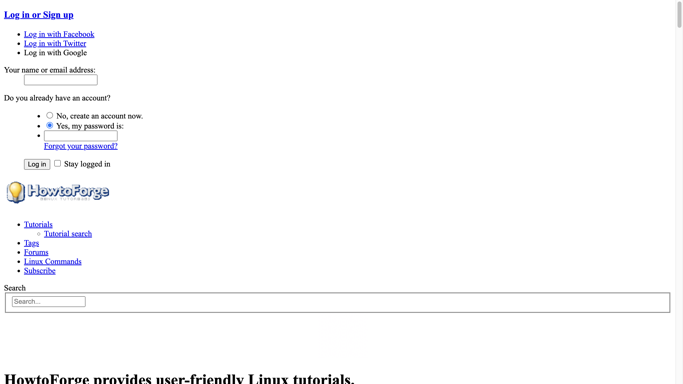 Log in or Sign up
Log in with Facebook
Log in with Twitter
Log in with Google
Your name or email address:
Do you already have an account?
No, create an account now.
Yes, my password is:
Forgot your password?
Log in Stay logged in
HowtoForge
Tutorials
Tutorial search
Tags
Forums
Linux Commands
Subscribe
Search
Search...
HowtoForge provides user-friendly Linux tutorials.